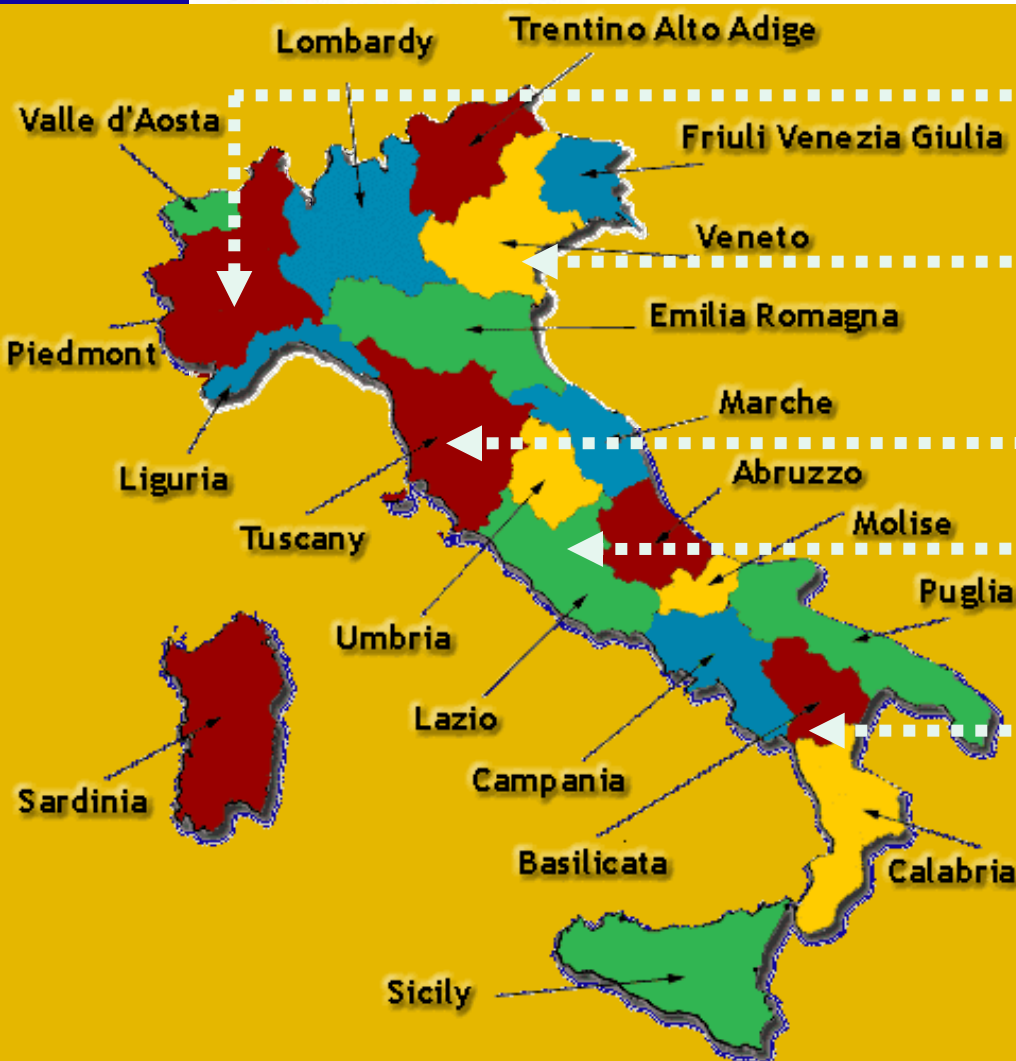 Lombardy
Trentino Alto Adige
Valle d'Aosta
Friuli Venezia Giulia
Veneto
Emilia Romagna
Piedmont
Marche
Liguria
Abruzzo
Tuscany
Molise
Puglia
Umbria
Lazio
Campania
Sardinia
Basilicata
Calabria
Sicily